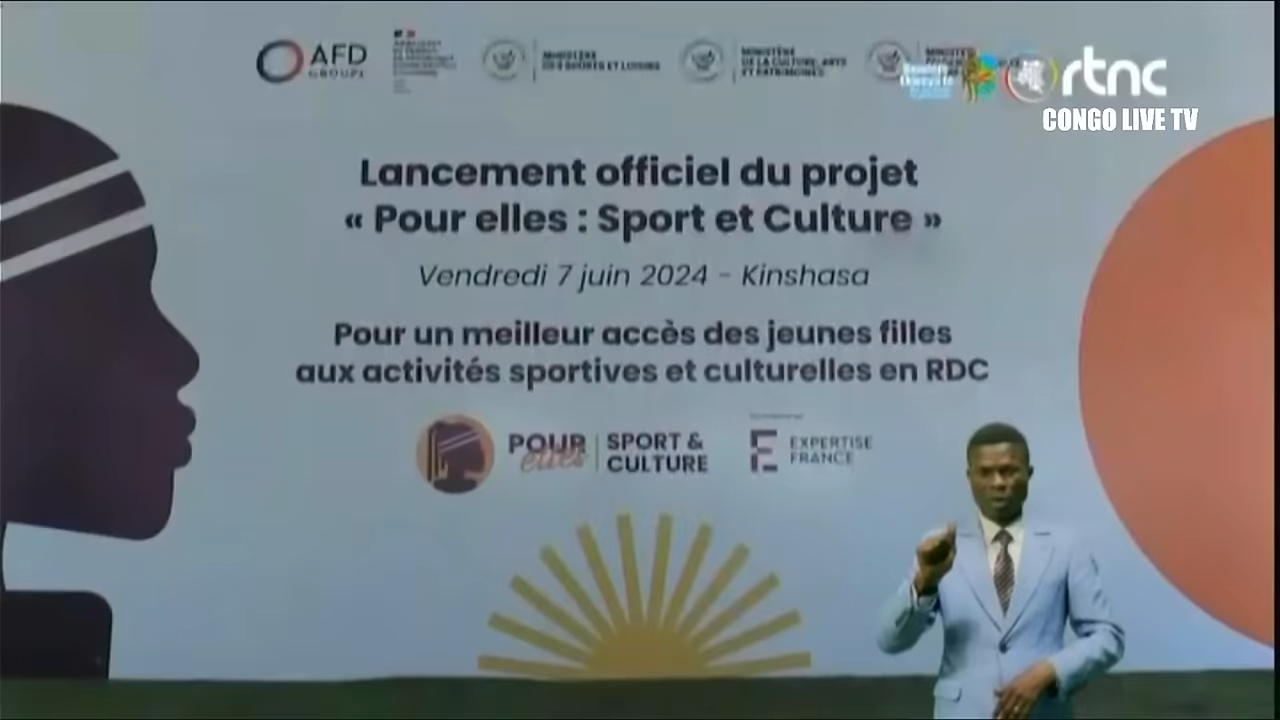 AFD
GROUPE
MINISTÈRE
DES SPORTS ET LOISIRS
MINISTÈRE
DE LA CULTURE, ARTS
ET PATRIMOINES
rtnc
CONGO LIVE TV
Lancement officiel du projet
« Pour elles : Sport et Culture »
Vendredi 7 juin 2024 - Kinshasa
Pour un meilleur accès des jeunes filles
aux activités sportives et culturelles en RDC
POUR
elles
SPORT &
CULTURE
EXPERTISE
FRANCE